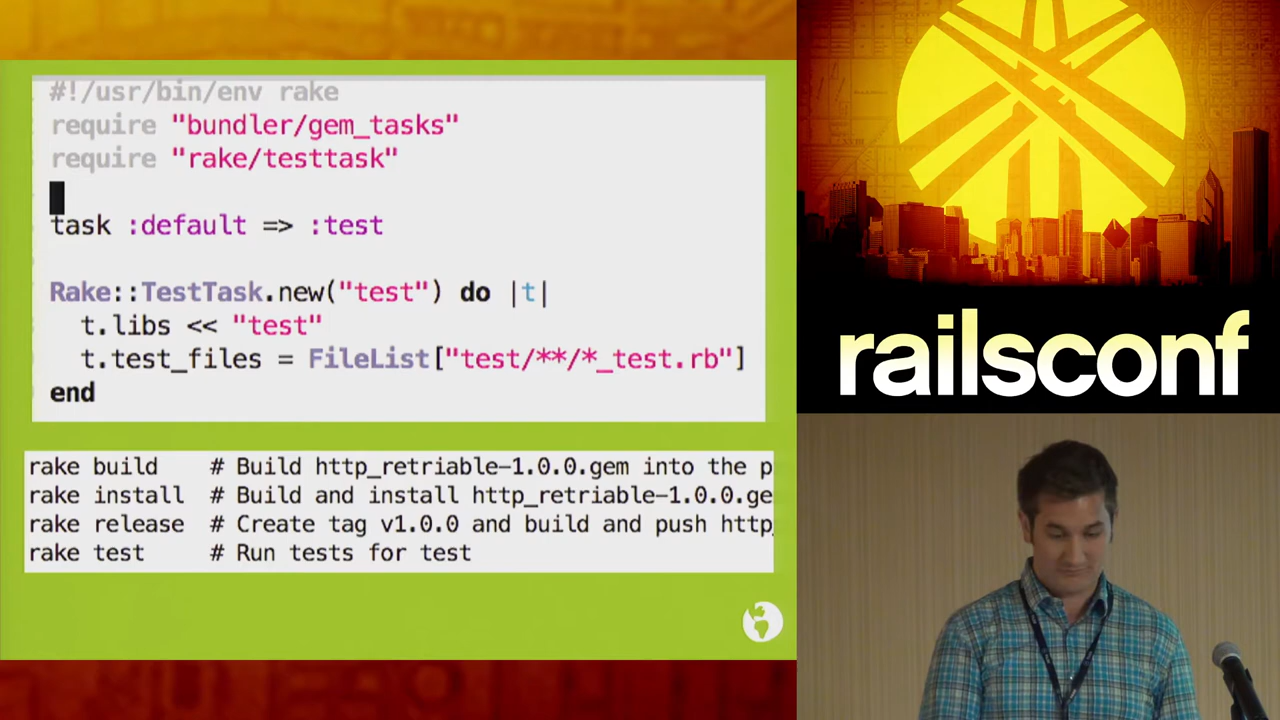 #!/usr/bin/env rake
require "bundler/gem_tasks"
require "rake/testtask"
task :default => :test
Rake::TestTask.new("test") do |t|
  t.libs << "test"
  t.test_files = FileList["test/**/*_test.rb"]
end
rake build    # Build http_retriable-1.0.0.gem into the p
rake install  # Build and install http_retriable-1.0.0.ge
rake release  # Create tag v1.0.0 and build and push http_
rake test     # Run tests for test
railsconf